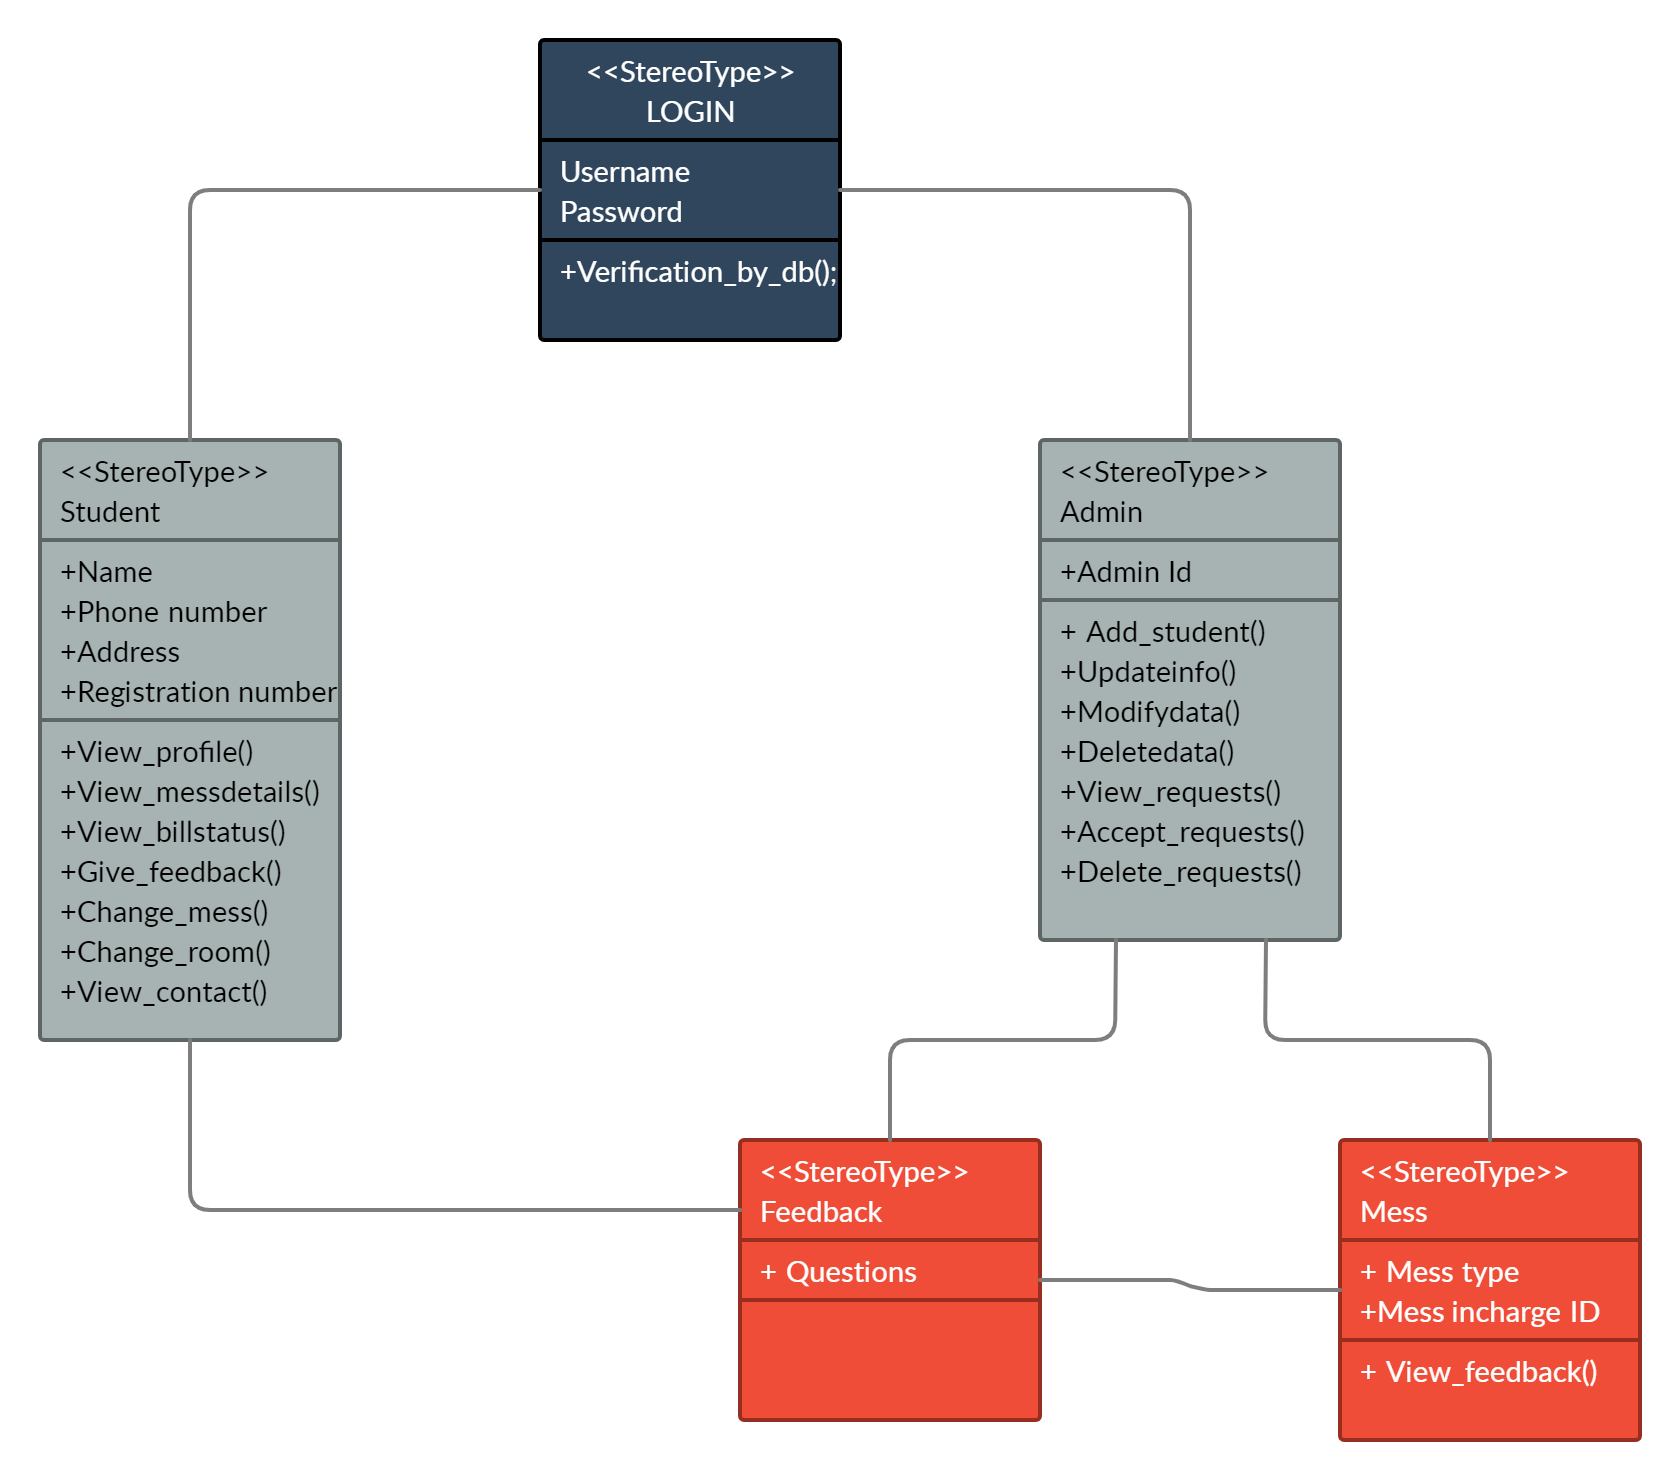 <<StereoType>>
LOGIN
Username
Password
+Verification_by_db();
<<StereoType>>
Student
+Name
+Phone number
+Address
+Registration number
+View_profile()
+View_messdetails()
+View_billstatus()
+Give_feedback()
+Change_mess()
+Change_room()
+View_contact()
<<StereoType>>
Admin
+Admin Id
+ Add_student()
+Updateinfo()
+Modifydata()
+Deletedata()
+View_requests()
+Accept_requests()
+Delete_requests()
<<StereoType>>
Feedback
+ Questions
<<StereoType>>
Mess
+ Mess type
+Mess incharge ID
+ View_feedback()